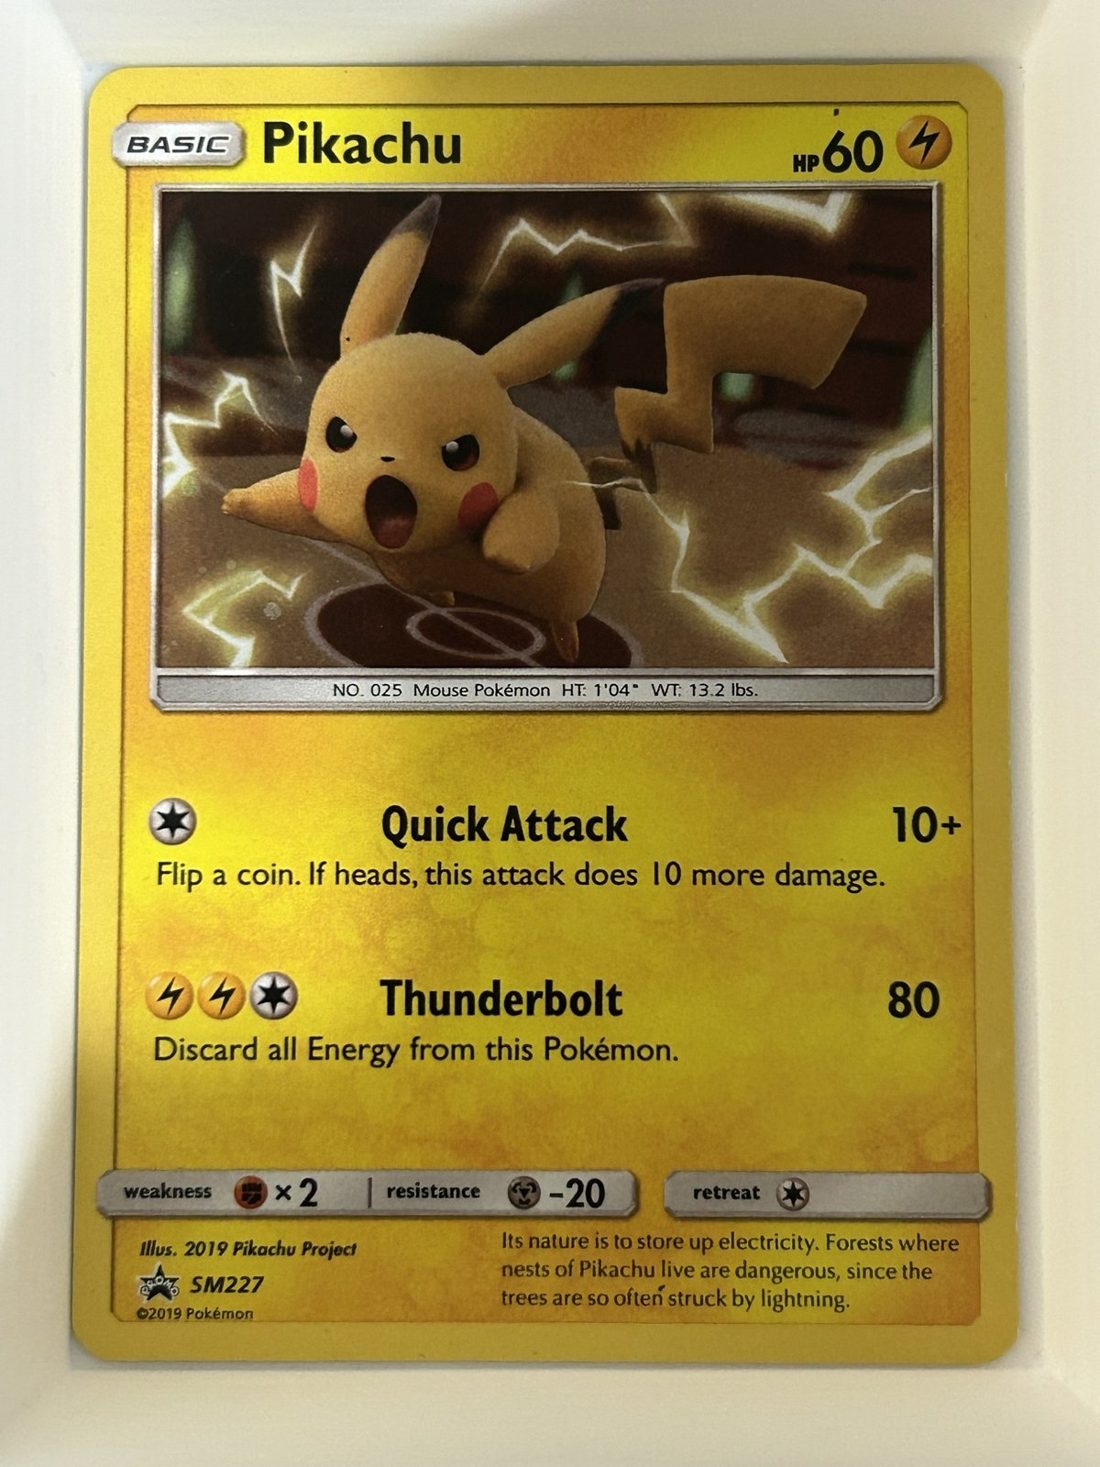 BASIC Pikachu HP60
NO. 025 Mouse Pokémon HT: 1'04" WT: 13.2 lbs.
Quick Attack 10+
Flip a coin. If heads, this attack does 10 more damage.
Thunderbolt 80
Discard all Energy from this Pokémon.
weakness ×2 resistance -20 retreat
Illus. 2019 Pikachu Project
PROMO SM227
©2019 Pokémon
Its nature is to store up electricity. Forests where
nests of Pikachu live are dangerous, since the
trees are so often struck by lightning.